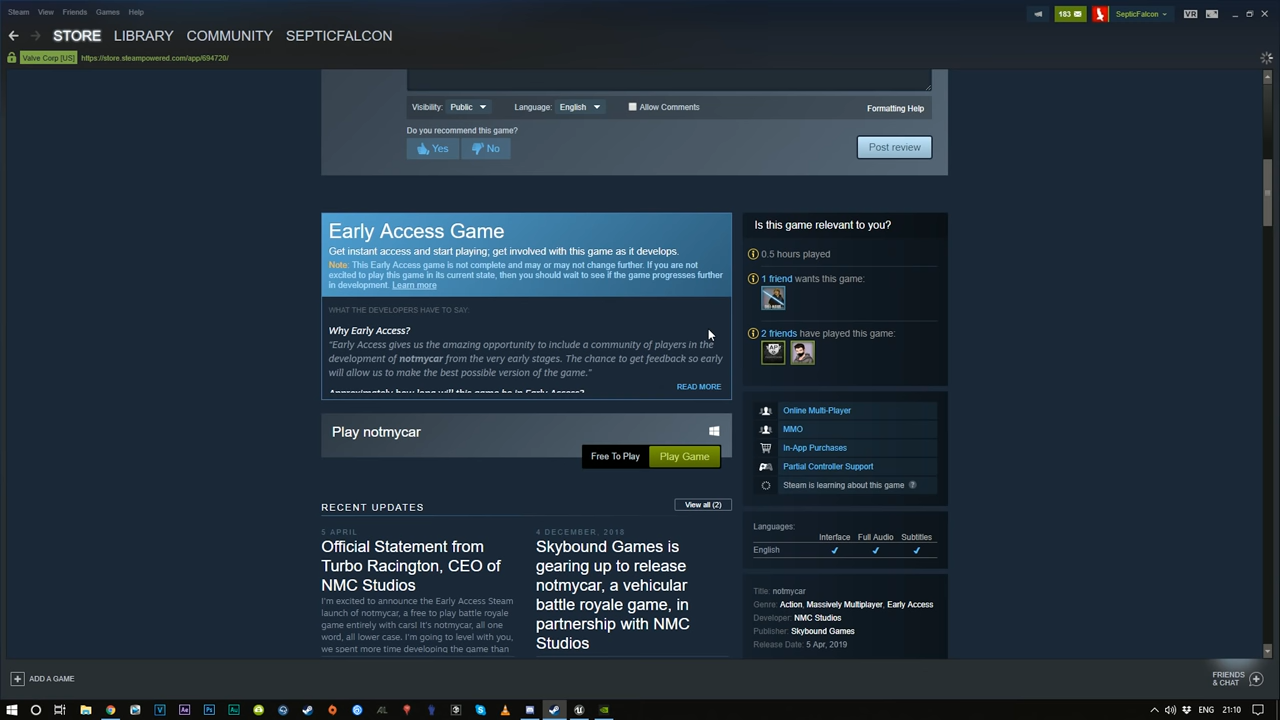 Steam View Friends Games Help
183 SepticFalcon VR
STORE LIBRARY COMMUNITY SEPTICFALCON
Valve Corp [US] https://store.steampowered.com/app/694720/
Visibility: Public Language: English Allow Comments Formatting Help
Do you recommend this game?
Yes No Post review
Early Access Game
Get instant access and start playing; get involved with this game as it develops.
Note: This Early Access game is not complete and may or may not change further. If you are not
excited to play this game in its current state, then you should wait to see if the game progresses further
in development. Learn more
WHAT THE DEVELOPERS HAVE TO SAY:
Why Early Access?
"Early Access gives us the amazing opportunity to include a community of players in the
development of notmycar from the very early stages. The chance to get feedback so early
will allow us to make the best possible version of the game."
Approximately how long will this game be in Early Access?
READ MORE
Play notmycar
Free To Play Play Game
RECENT UPDATES View all (2)
5 APRIL
Official Statement from
Turbo Racington, CEO of
NMC Studios
I'm excited to announce the Early Access Steam
launch of notmycar, a free to play battle
royale game entirely with cars! It's notmycar, all one
word, all lower case. I'm going to level with you,
we spent more time developing the game than
4 DECEMBER, 2018
Skybound Games is
gearing up to release
notmycar, a vehicular
battle royale game, in
partnership with NMC
Studios
Is this game relevant to you?
0.5 hours played
1 friend wants this game:
2 friends have played this game:
Online Multi-Player
MMO
In-App Purchases
Partial Controller Support
Steam is learning about this game ?
Languages:
Interface Full Audio Subtitles
English
Title: notmycar
Genre: Action, Massively Multiplayer, Early Access
Developer: NMC Studios
Publisher: Skybound Games
Release Date: 5 Apr, 2019
ADD A GAME
FRIENDS
& CHAT
ENG 21:10